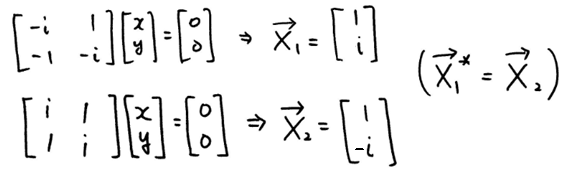 [-i 1; -1 -i][x; y]=[0; 0] ⇒ X⃗₁=[1; i]
(X⃗₁* = X⃗₂)
[i 1; 1 i][x; y]=[0; 0] ⇒ X⃗₂=[1; -i]